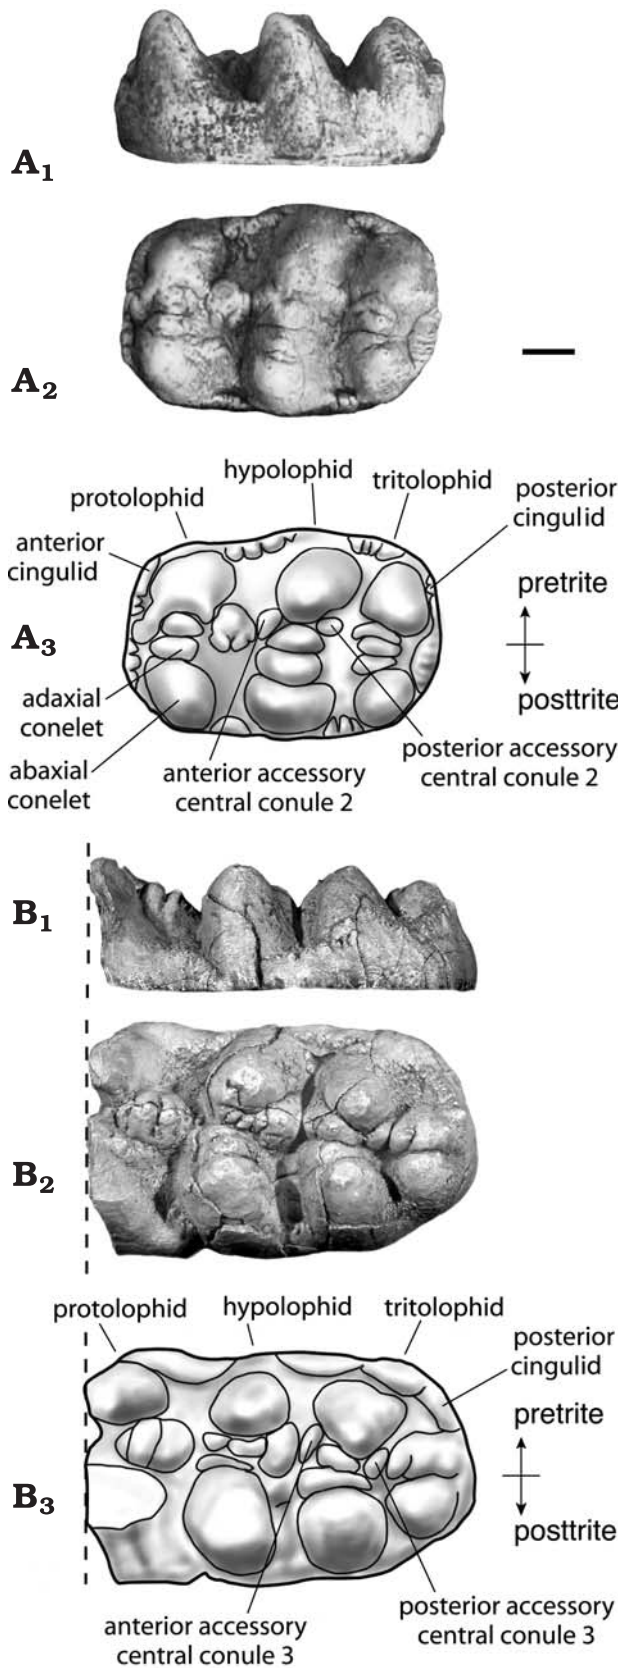 A1
A2
hypolophid
protolophid
tritolophid
posterior
cingulid
anterior
cingulid
pretrite
A3
adaxial
conelet
posttrite
abaxial
conelet
anterior accessory
central conule 2
posterior accessory
central conule 2
B1
B2
protolophid
hypolophid
tritolophid
posterior
cingulid
pretrite
B3
posttrite
anterior accessory
central conule 3
posterior accessory
central conule 3